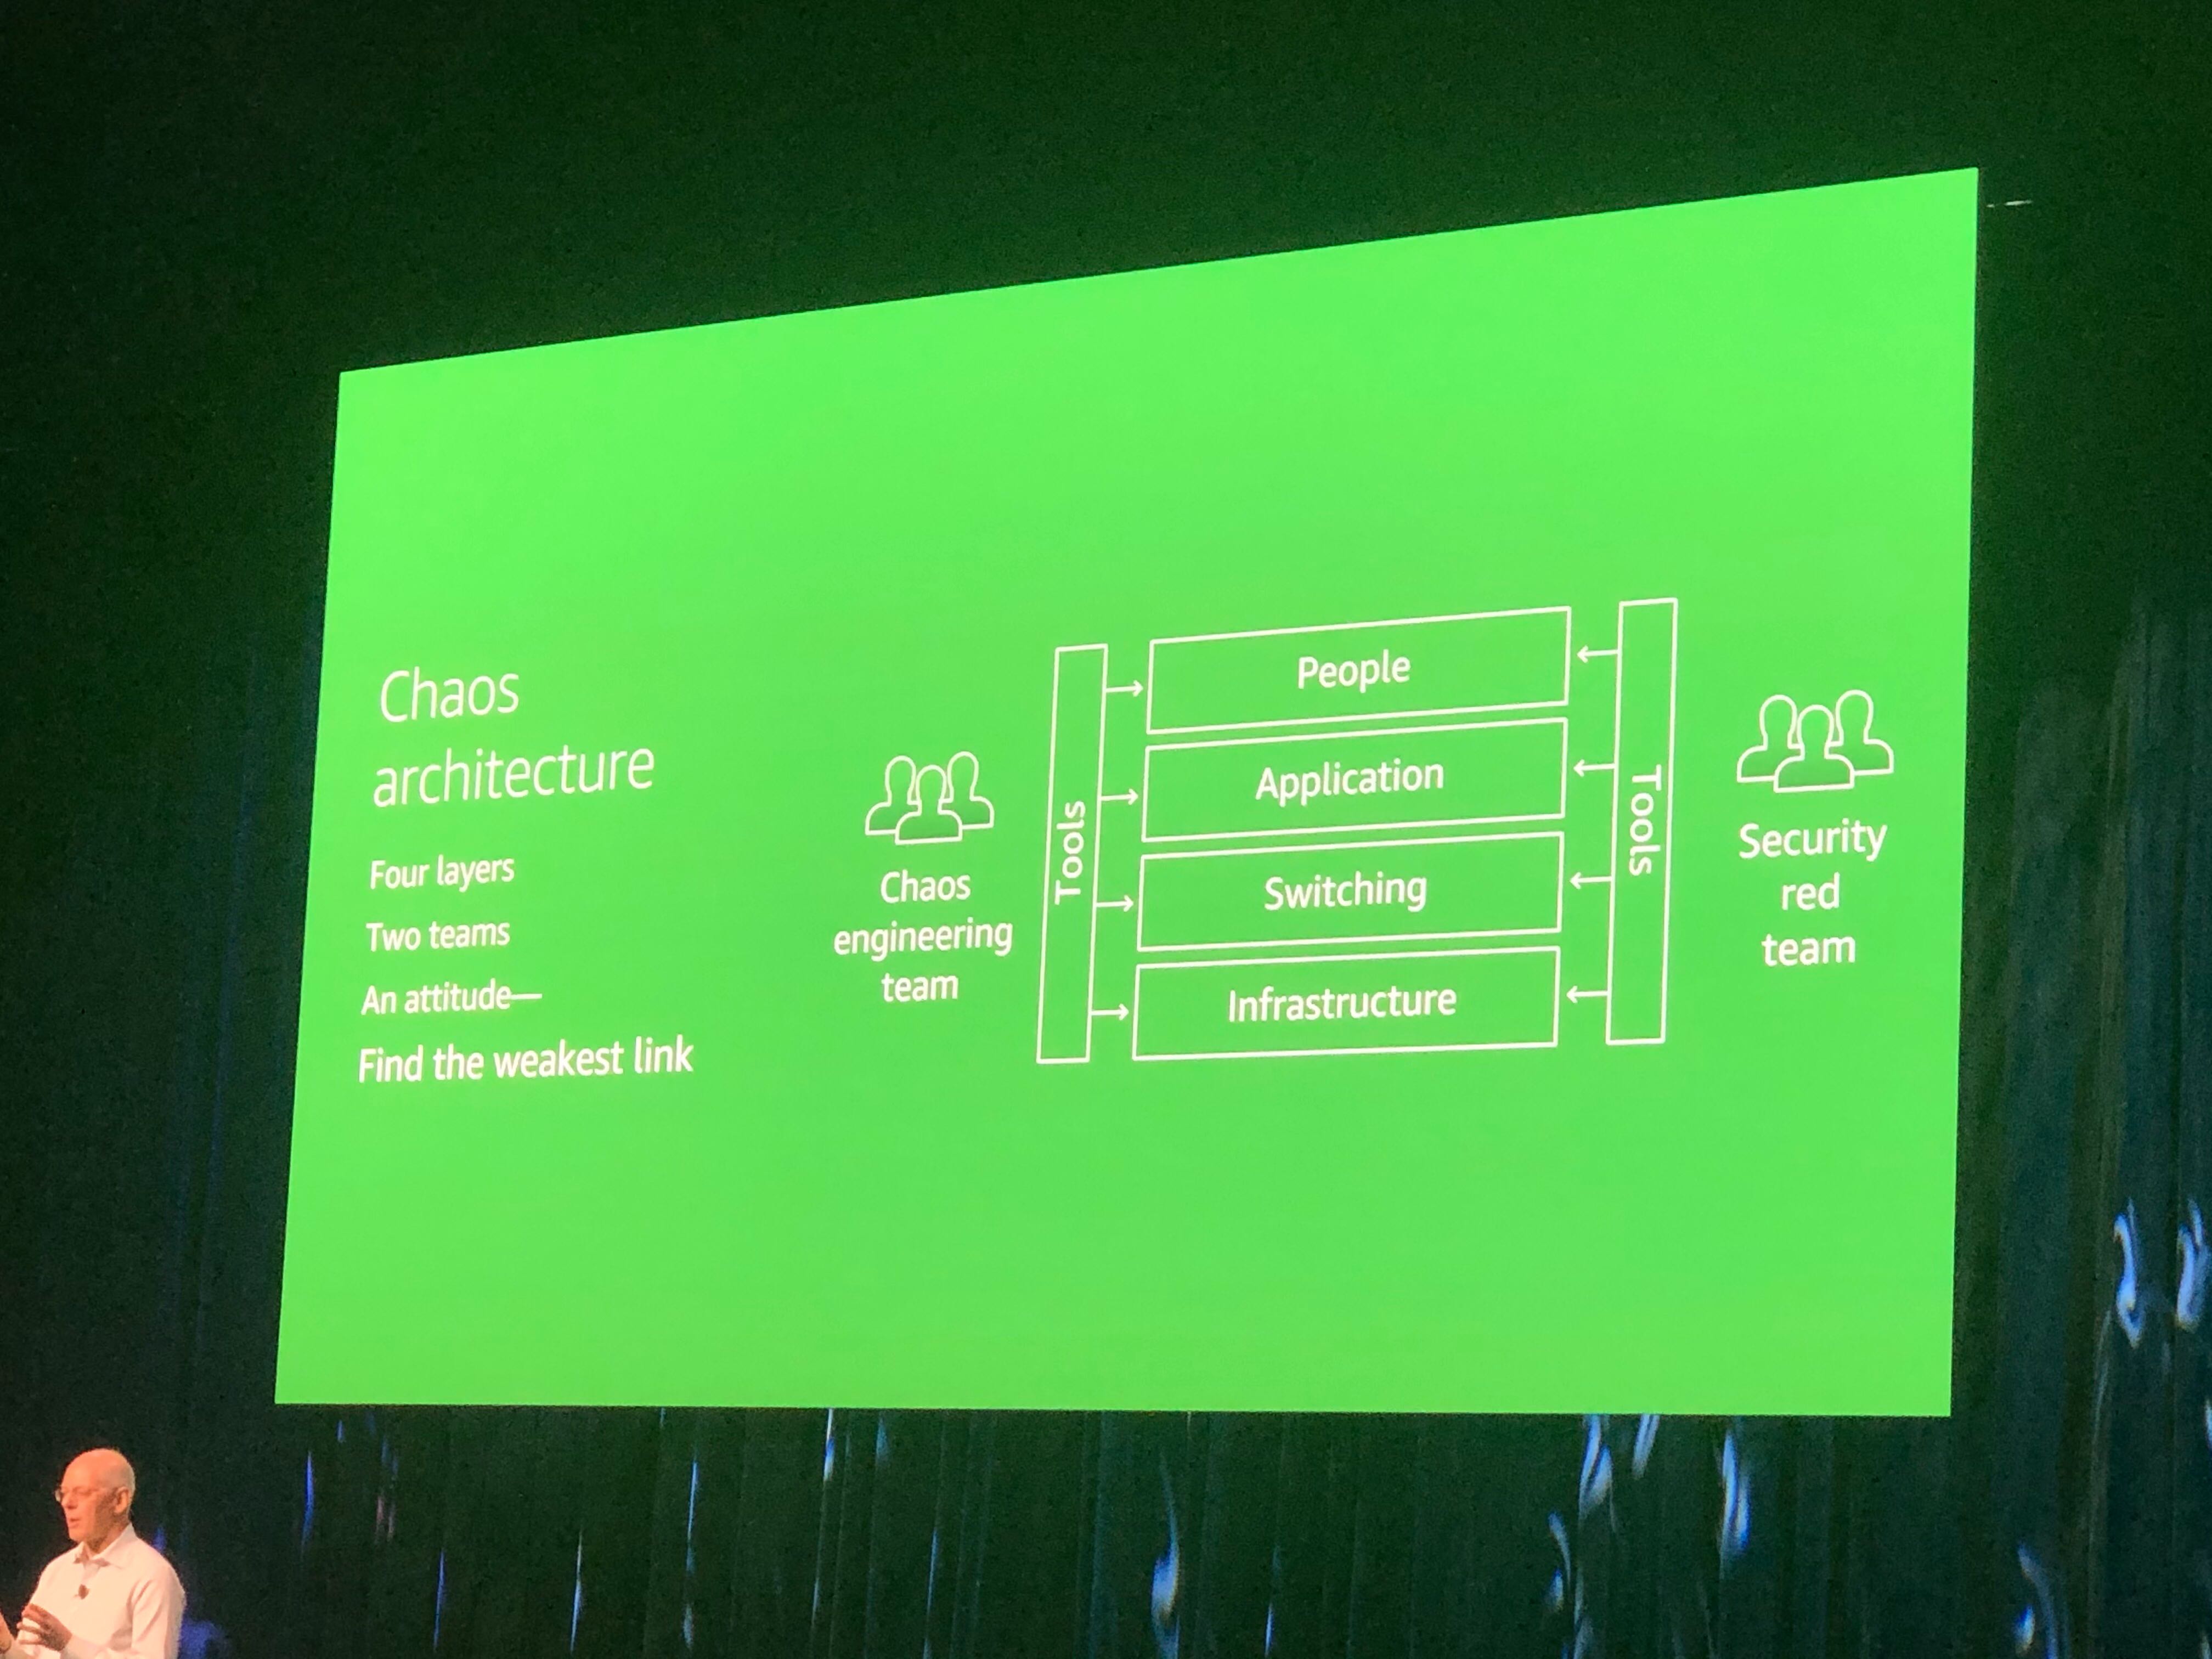 Chaos
architecture
Four layers
Two teams
An attitude—
Find the weakest link
Chaos
engineering
team
Tools
People
Application
Switching
Infrastructure
Tools
Security
red
team